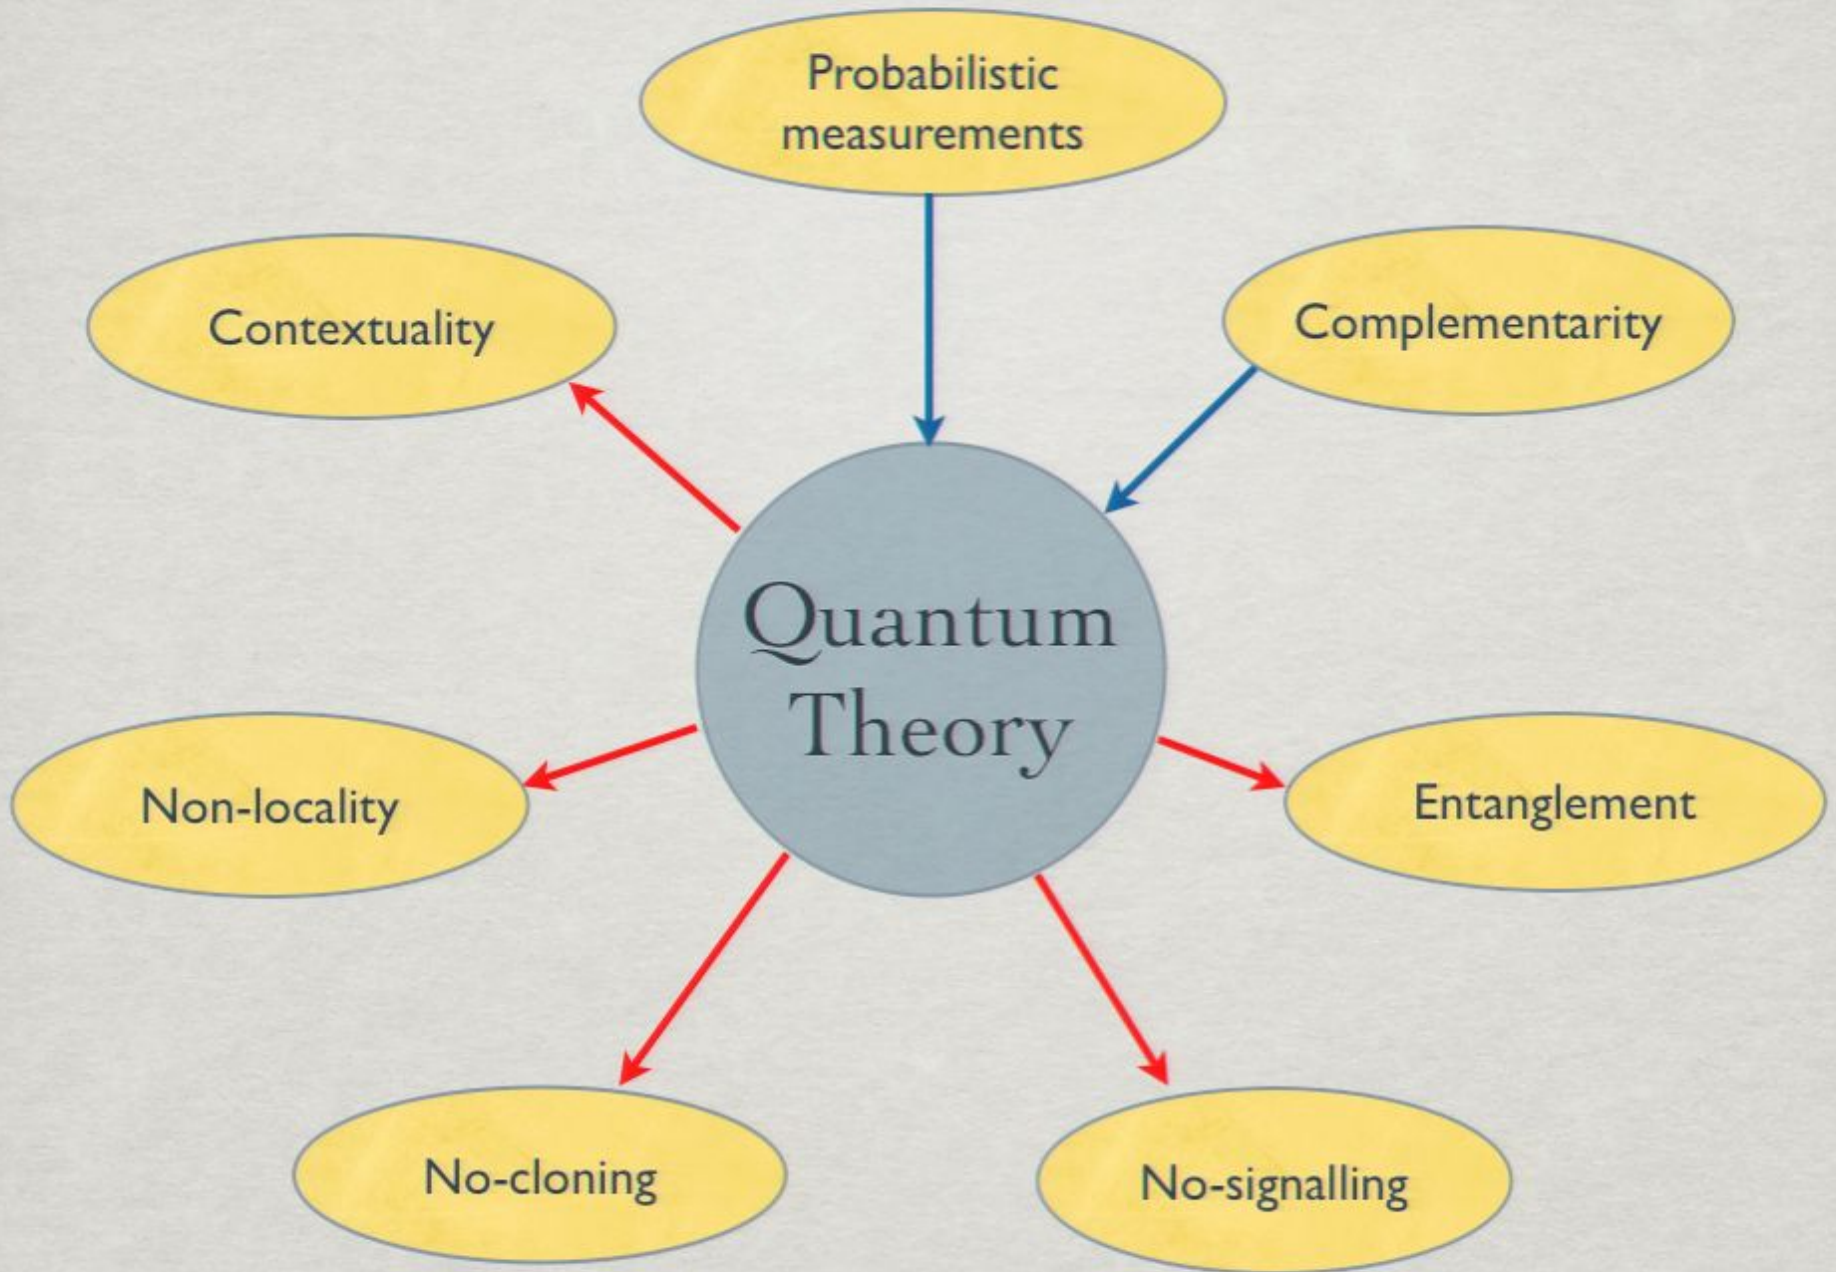 Probabilistic
measurements
Contextuality
Complementarity
Quantum
Theory
Non-locality
Entanglement
No-cloning
No-signalling